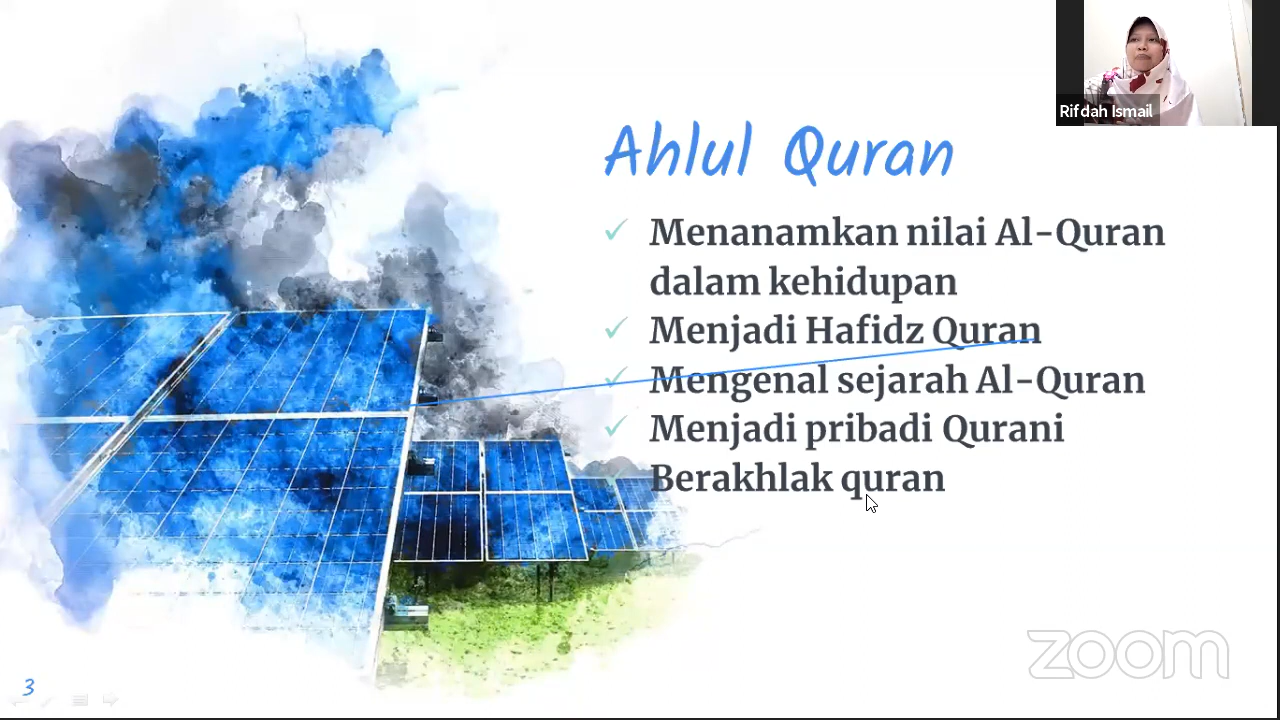 Rifdah Ismail
Ahlul Quran
Menanamkan nilai Al-Quran
dalam kehidupan
Menjadi Hafidz Quran
Mengenal sejarah Al-Quran
Menjadi pribadi Qurani
Berakhlak quran
zoom
3